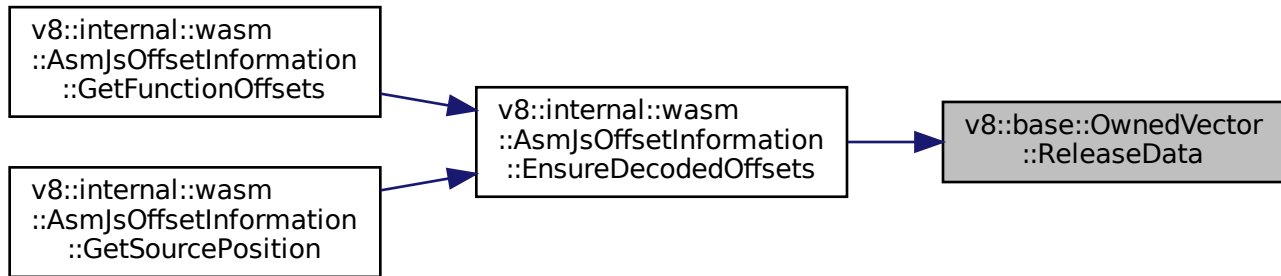 v8::internal::wasm
::AsmJsOffsetInformation
::GetFunctionOffsets
v8::internal::wasm
::AsmJsOffsetInformation
::GetSourcePosition
v8::internal::wasm
::AsmJsOffsetInformation
::EnsureDecodedOffsets
v8::base::OwnedVector
::ReleaseData